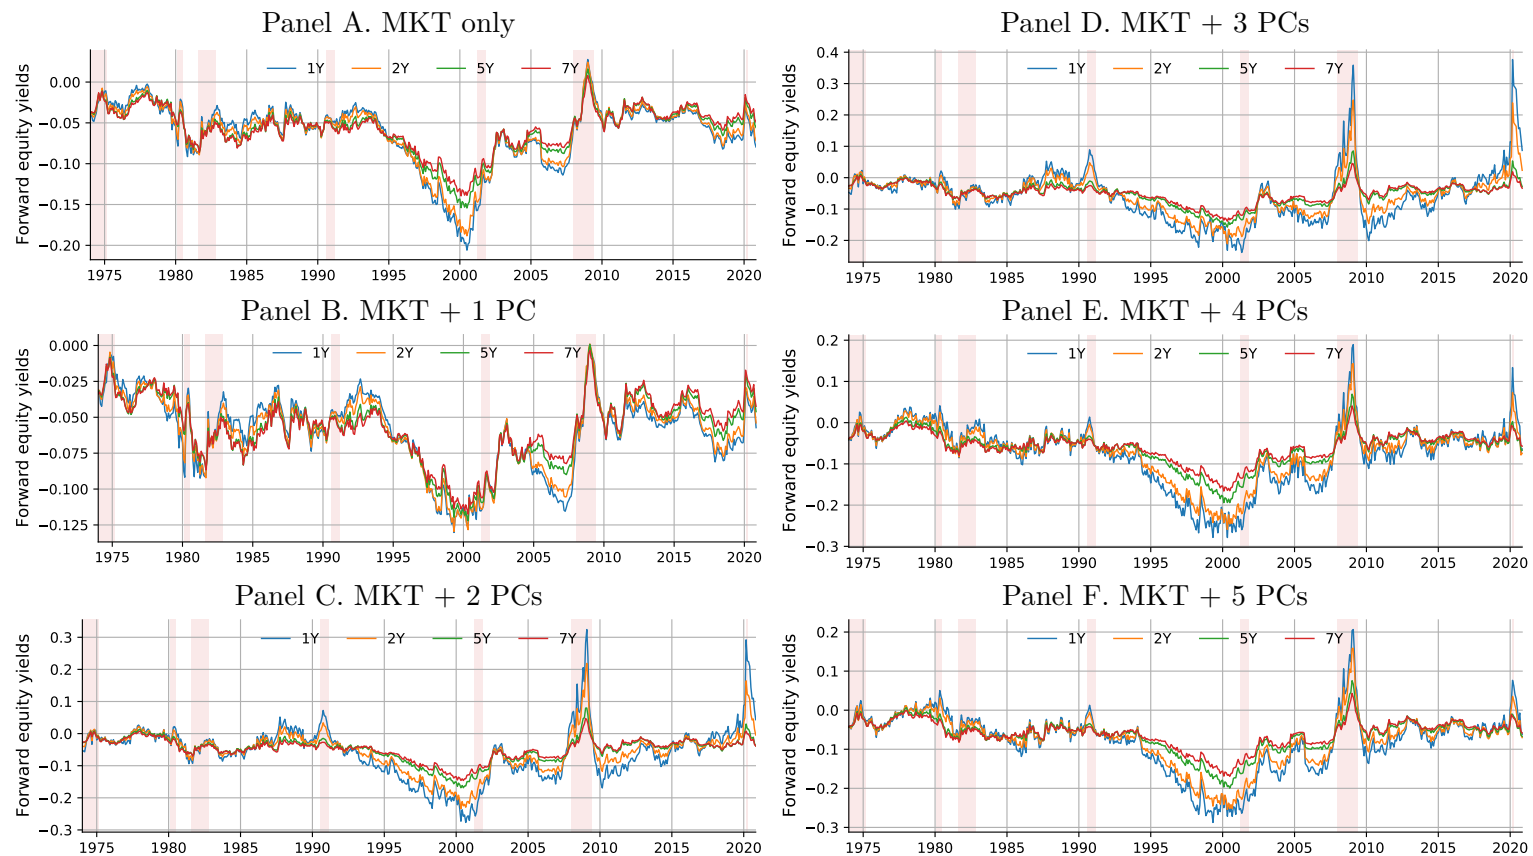 Panel A. MKT only
Forward equity yields
1Y 2Y 5Y 7Y
0.00
−0.05
−0.10
−0.15
−0.20
1975 1980 1985 1990 1995 2000 2005 2010 2015 2020
Panel B. MKT + 1 PC
Forward equity yields
1Y 2Y 5Y 7Y
0.000
−0.025
−0.050
−0.075
−0.100
−0.125
1975 1980 1985 1990 1995 2000 2005 2010 2015 2020
Panel C. MKT + 2 PCs
Forward equity yields
1Y 2Y 5Y 7Y
0.3
0.2
0.1
0.0
−0.1
−0.2
−0.3
1975 1980 1985 1990 1995 2000 2005 2010 2015 2020
Panel D. MKT + 3 PCs
Forward equity yields
1Y 2Y 5Y 7Y
0.4
0.3
0.2
0.1
0.0
−0.1
−0.2
1975 1980 1985 1990 1995 2000 2005 2010 2015 2020
Panel E. MKT + 4 PCs
Forward equity yields
1Y 2Y 5Y 7Y
0.2
0.1
0.0
−0.1
−0.2
−0.3
1975 1980 1985 1990 1995 2000 2005 2010 2015 2020
Panel F. MKT + 5 PCs
Forward equity yields
1Y 2Y 5Y 7Y
0.2
0.1
0.0
−0.1
−0.2
−0.3
1975 1980 1985 1990 1995 2000 2005 2010 2015 2020